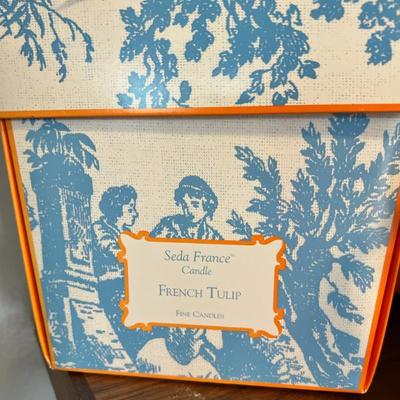 Seda France™
Candle
French Tulip
Fine Candles